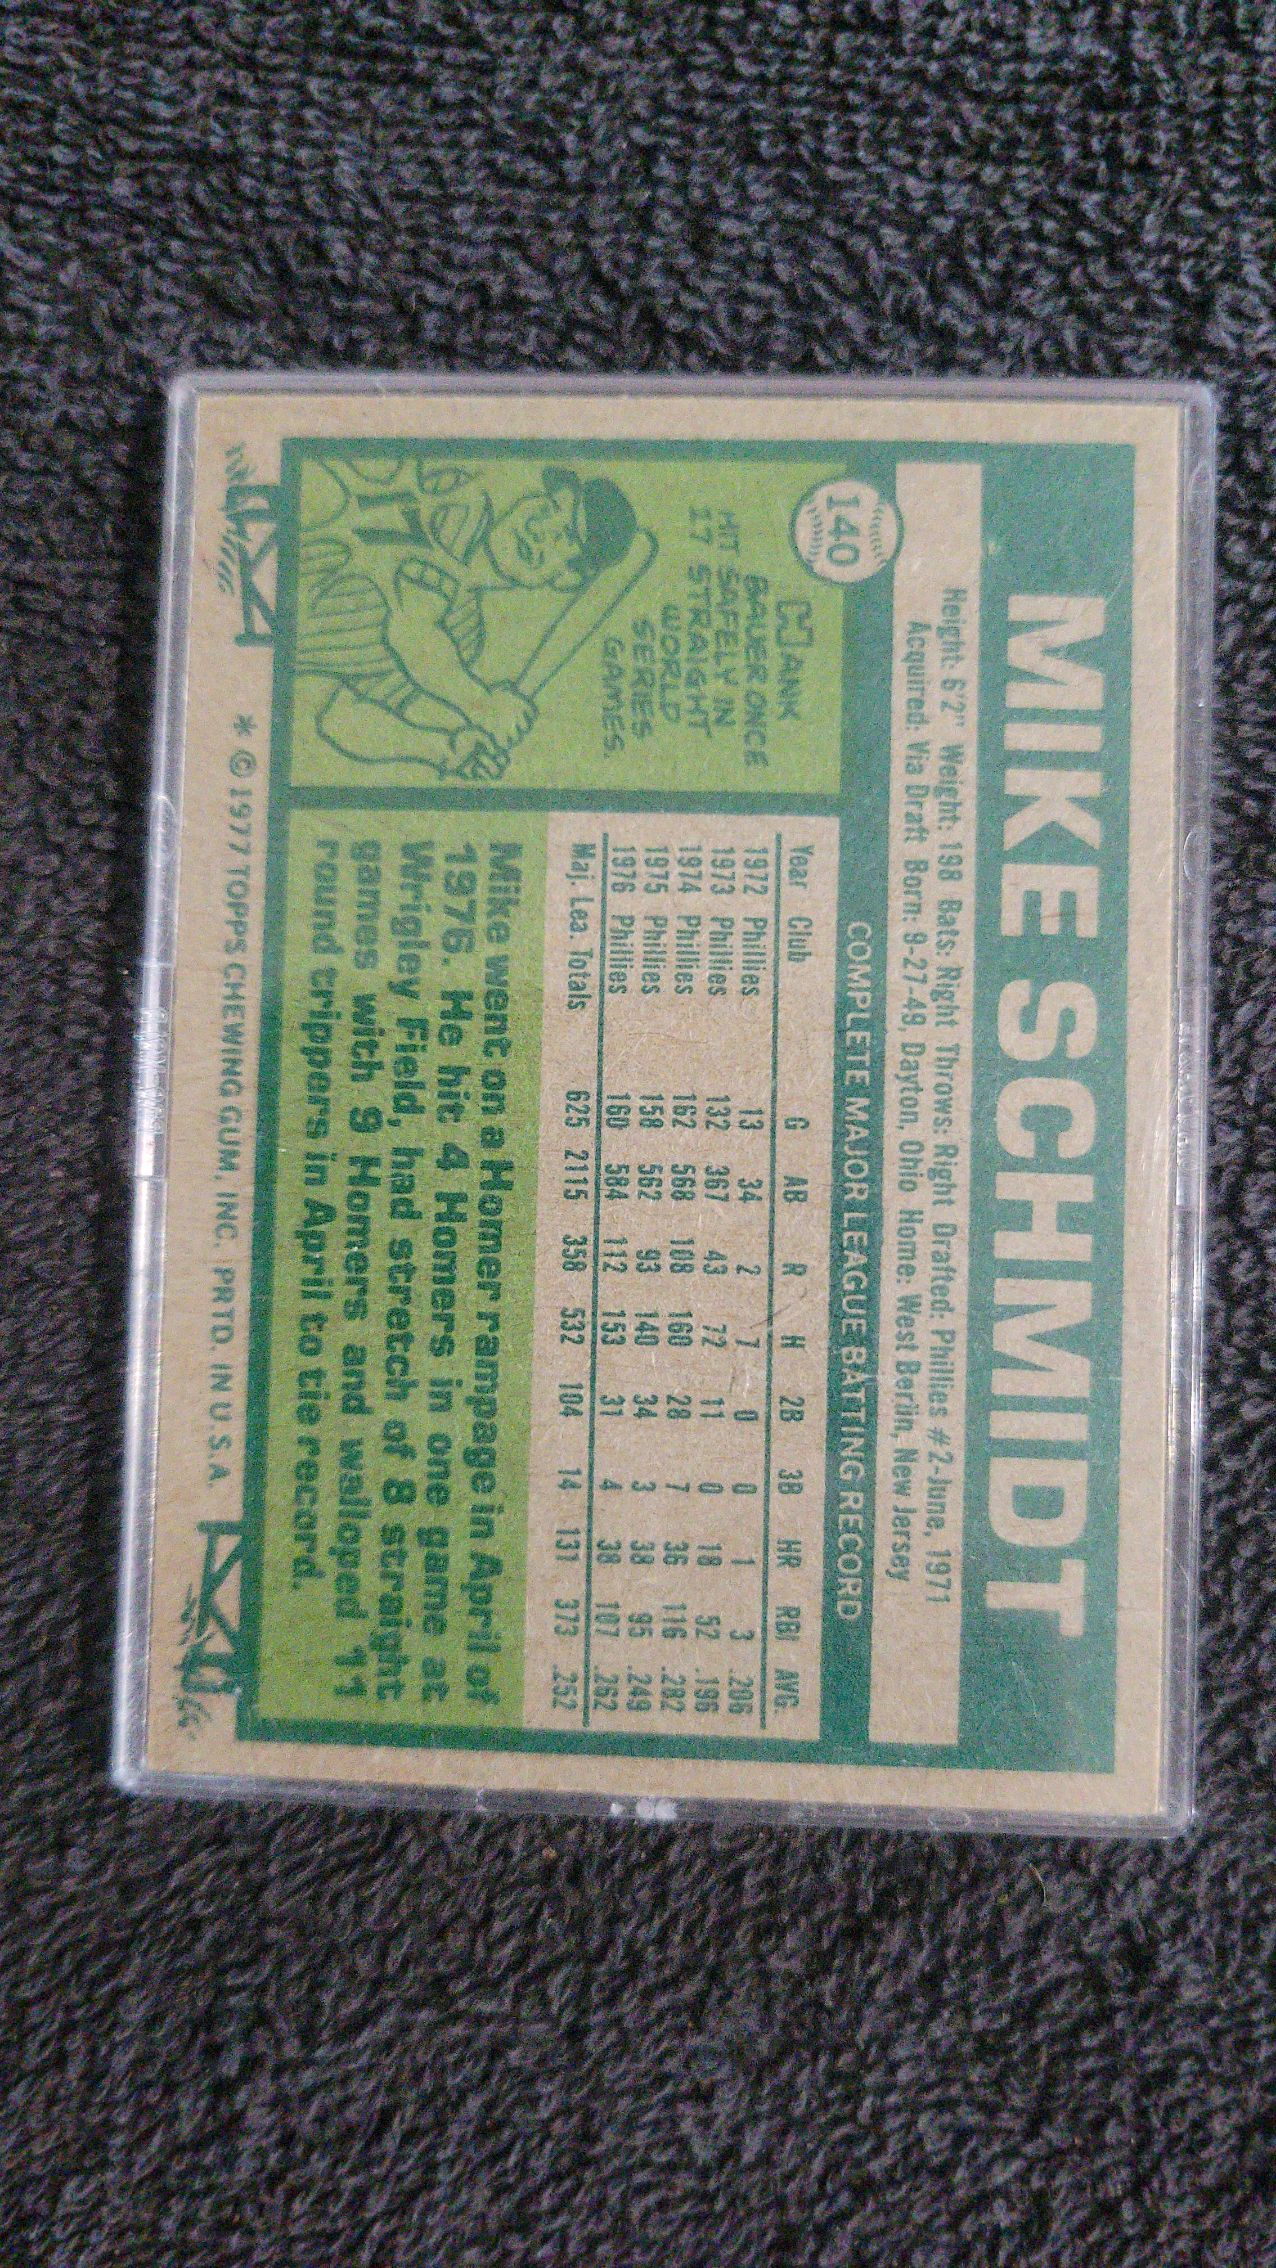 MIKE SCHMIDT
Height: 6'2" Weight: 198 Bats: Right Throws: Right Drafted: Phillies #2-June, 1971
Acquired: Via Draft Born: 9-27-49, Dayton, Ohio Home: West Berlin, New Jersey
140
COMPLETE MAJOR LEAGUE BATTING RECORD
HANK
BAUER ONCE
HIT SAFELY IN
17 STRAIGHT
WORLD
SERIES
GAMES.
17
Year Club G AB R H 2B 3B HR RBI AVG.
1972 Phillies 13 34 2 7 0 0 1 3 .206
1973 Phillies 132 367 43 72 11 0 18 52 .196
1974 Phillies 162 568 108 160 28 7 36 116 .282
1975 Phillies 158 562 93 140 34 3 38 95 .249
1976 Phillies 160 584 112 153 31 4 38 107 .262
Maj. Lea. Totals 625 2115 358 532 104 14 131 373 .252
Mike went on a Homer rampage in April of
1976. He hit 4 Homers in one game at
Wrigley Field, had stretch of 8 straight
games with 9 Homers and walloped 11
round trippers in April to tie record.
* © 1977 TOPPS CHEWING GUM, INC. PRTD. IN U.S.A.